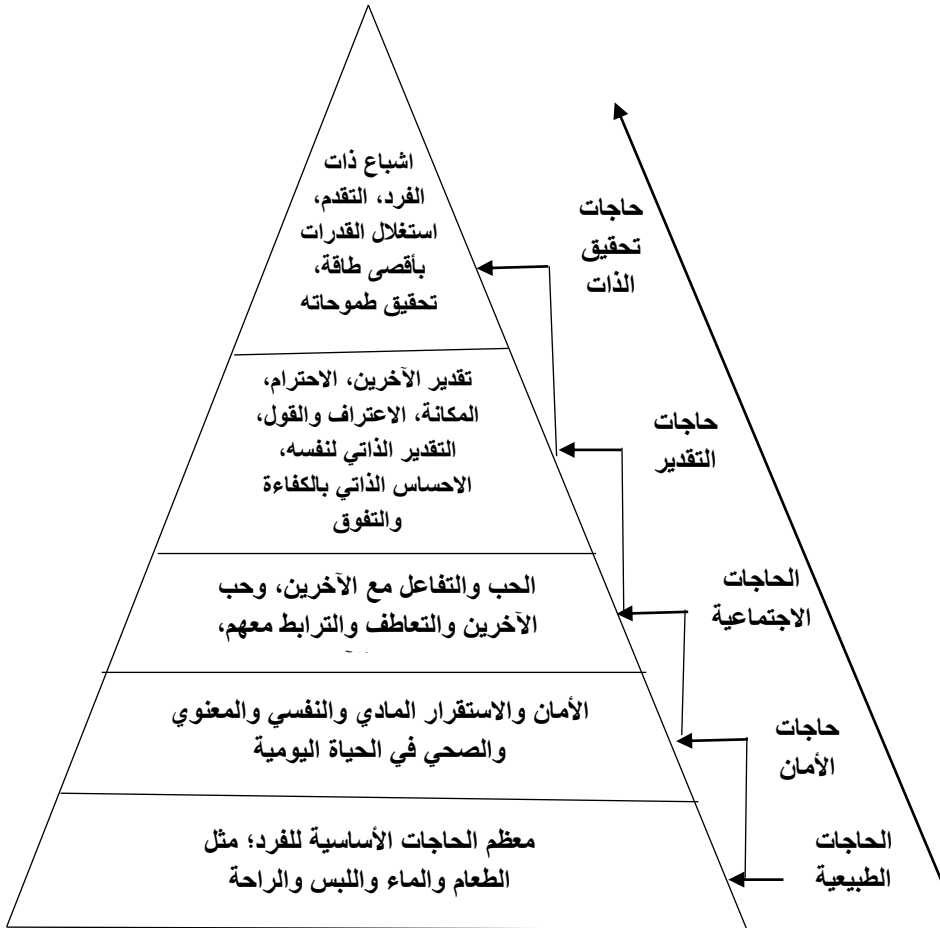 اشباع ذات
الفرد، التقدم،
استغلال القدرات
بأقصى طاقة،
تحقيق طموحاته
حاجات
تحقيق
الذات
تقدير الآخرين، الاحترام،
المكانة، الاعتراف والقول،
التقدير الذاتي لنفسه،
الاحساس الذاتي بالكفاءة
والتفوق
حاجات
التقدير
الحب والتفاعل مع الآخرين، وحب
الآخرين والتعاطف والترابط معهم،
الحاجات
الاجتماعية
الأمان والاستقرار المادي والنفسي والمعنوي
والصحي في الحياة اليومية
حاجات
الأمان
معظم الحاجات الأساسية للفرد؛ مثل
الطعام والماء واللبس والراحة
الحاجات
الطبيعية